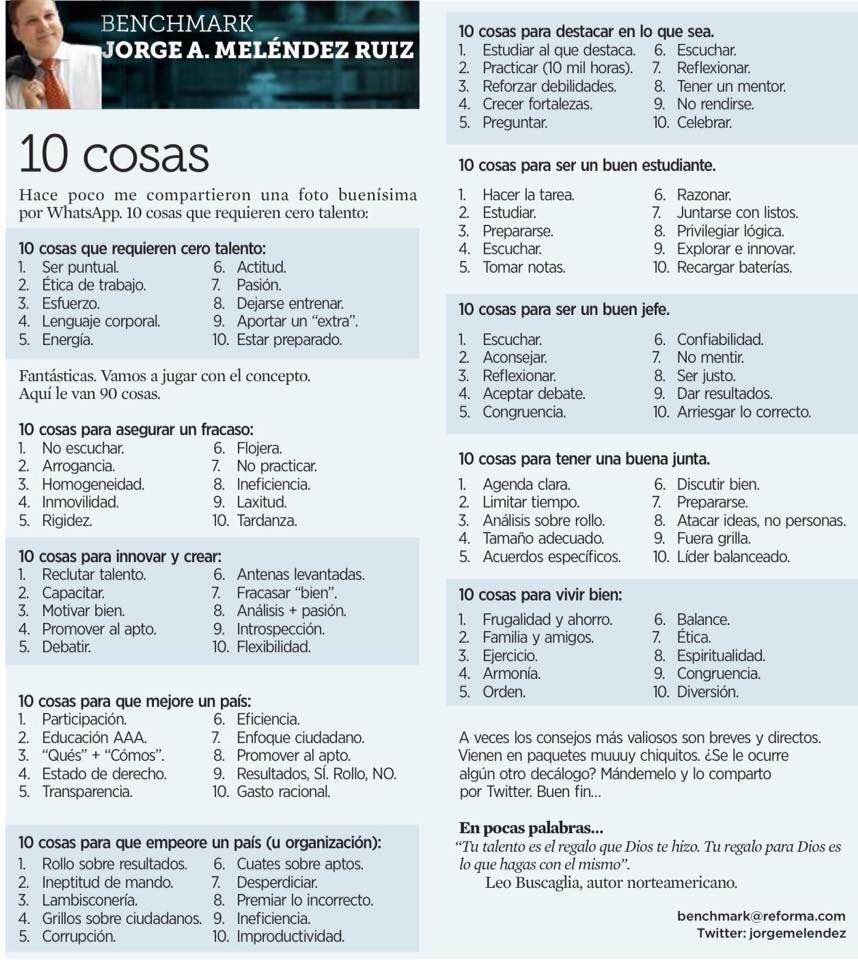 BENCHMARK
JORGE A. MELÉNDEZ RUIZ
10 cosas
Hace poco me compartieron una foto buenísima
por WhatsApp. 10 cosas que requieren cero talento:
10 cosas que requieren cero talento:
1. Ser puntual.
2. Ética de trabajo.
3. Esfuerzo.
4. Lenguaje corporal.
5. Energía.
6. Actitud.
7. Pasión.
8. Dejarse entrenar.
9. Aportar un “extra”.
10. Estar preparado.
Fantásticas. Vamos a jugar con el concepto.
Aquí le van 90 cosas.
10 cosas para asegurar un fracaso:
1. No escuchar.
2. Arrogancia.
3. Homogeneidad.
4. Inmovilidad.
5. Rigidez.
6. Flojera.
7. No practicar.
8. Ineficiencia.
9. Laxitud.
10. Tardanza.
10 cosas para innovar y crear:
1. Reclutar talento.
2. Capacitar.
3. Motivar bien.
4. Promover al apto.
5. Debatir.
6. Antenas levantadas.
7. Fracasar “bien”.
8. Análisis + pasión.
9. Introspección.
10. Flexibilidad.
10 cosas para que mejore un país:
1. Participación.
2. Educación AAA.
3. “Qués” + “Cómos”.
4. Estado de derecho.
5. Transparencia.
6. Eficiencia.
7. Enfoque ciudadano.
8. Promover al apto.
9. Resultados, SÍ. Rollo, NO.
10. Gasto racional.
10 cosas para que empeore un país (u organización):
1. Rollo sobre resultados.
2. Ineptitud de mando.
3. Lambisconería.
4. Grillos sobre ciudadanos.
5. Corrupción.
6. Cuates sobre aptos.
7. Desperdiciar.
8. Premiar lo incorrecto.
9. Ineficiencia.
10. Improductividad.
10 cosas para destacar en lo que sea.
1. Estudiar al que destaca.
2. Practicar (10 mil horas).
3. Reforzar debilidades.
4. Crecer fortalezas.
5. Preguntar.
6. Escuchar.
7. Reflexionar.
8. Tener un mentor.
9. No rendirse.
10. Celebrar.
10 cosas para ser un buen estudiante.
1. Hacer la tarea.
2. Estudiar.
3. Prepararse.
4. Escuchar.
5. Tomar notas.
6. Razonar.
7. Juntarse con listos.
8. Privilegiar lógica.
9. Explorar e innovar.
10. Recargar baterías.
10 cosas para ser un buen jefe.
1. Escuchar.
2. Aconsejar.
3. Reflexionar.
4. Aceptar debate.
5. Congruencia.
6. Confiabilidad.
7. No mentir.
8. Ser justo.
9. Dar resultados.
10. Arriesgar lo correcto.
10 cosas para tener una buena junta.
1. Agenda clara.
2. Limitar tiempo.
3. Análisis sobre rollo.
4. Tamaño adecuado.
5. Acuerdos específicos.
6. Discutir bien.
7. Prepararse.
8. Atacar ideas, no personas.
9. Fuera grilla.
10. Líder balanceado.
10 cosas para vivir bien:
1. Frugalidad y ahorro.
2. Familia y amigos.
3. Ejercicio.
4. Armonía.
5. Orden.
6. Balance.
7. Ética.
8. Espiritualidad.
9. Congruencia.
10. Diversión.
A veces los consejos más valiosos son breves y directos.
Vienen en paquetes muuuy chiquitos. ¿Se le ocurre
algún otro decálogo? Mándemelo y lo comparto
por Twitter. Buen fin...
En pocas palabras...
“Tu talento es el regalo que Dios te hizo. Tu regalo para Dios es
lo que hagas con el mismo”.
Leo Buscaglia, autor norteamericano.
benchmark@reforma.com
Twitter: jorgemelendez